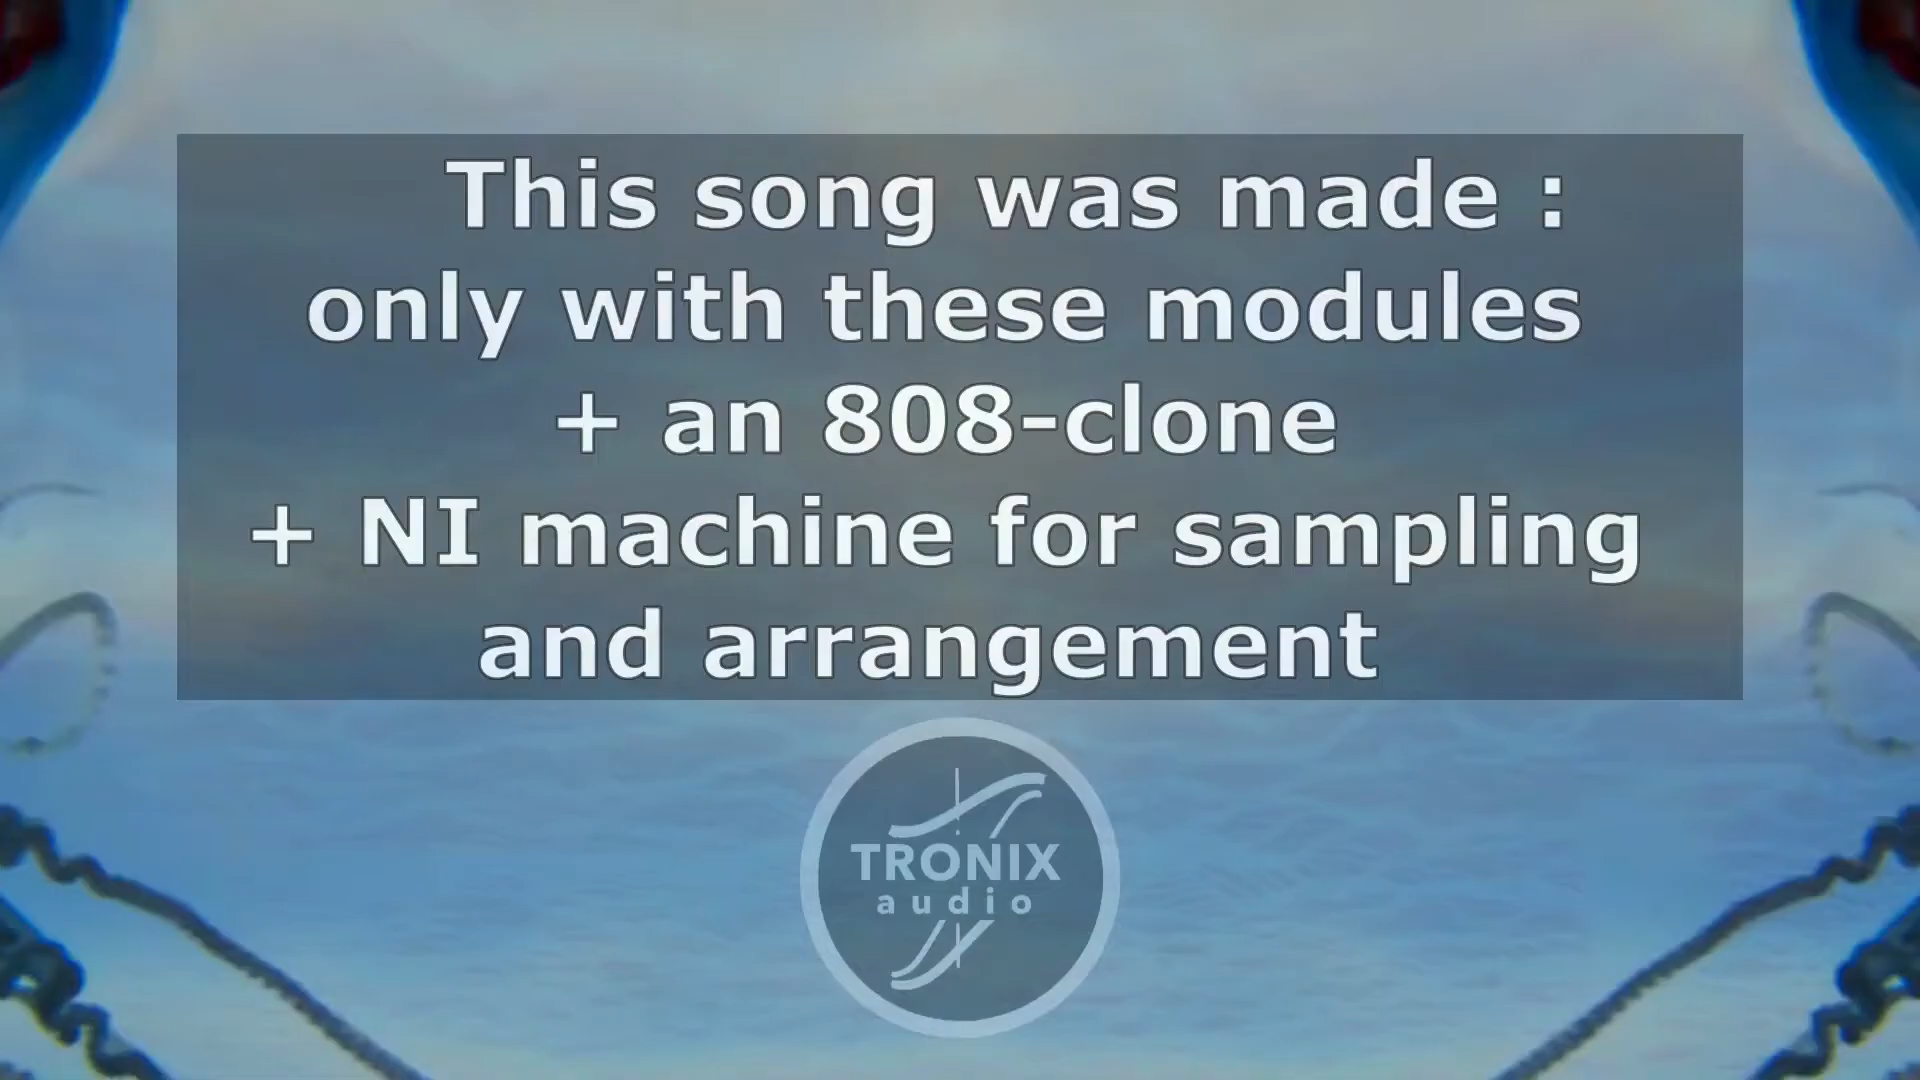 This song was made :
only with these modules
+ an 808-clone
+ NI machine for sampling
and arrangement
TRONIX
audio